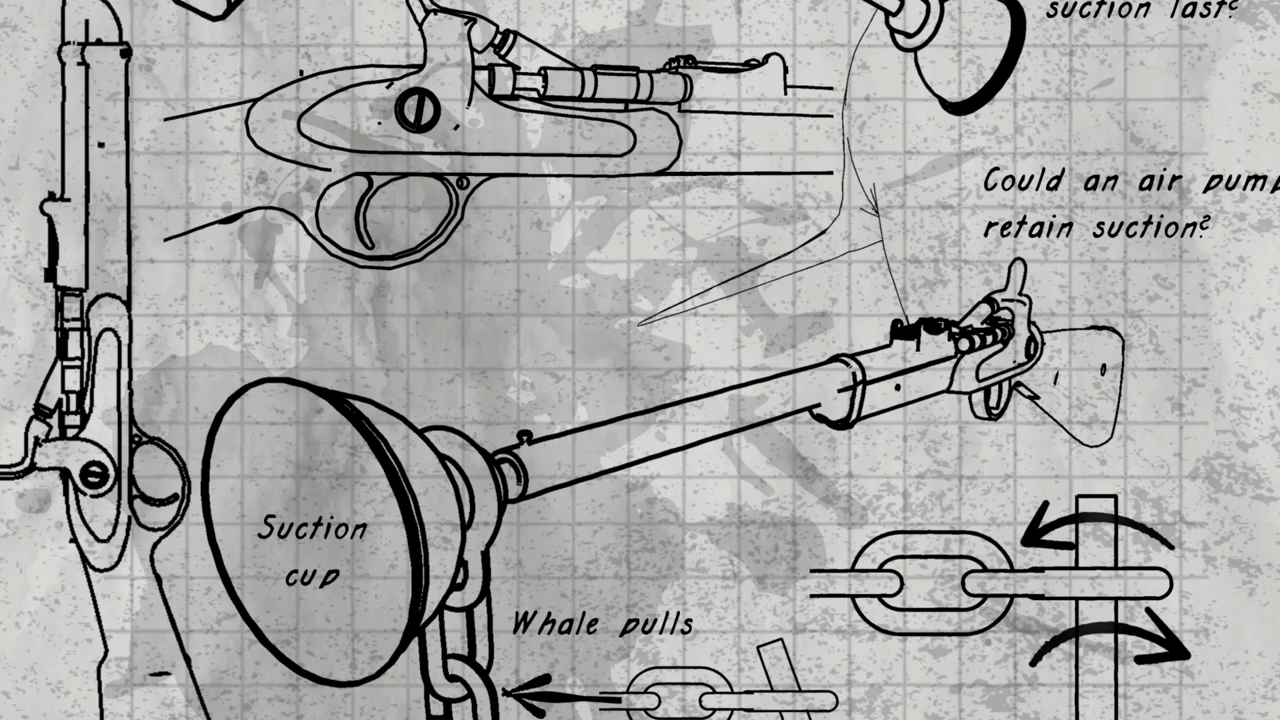 suction last?
Could an air pump
retain suction?
Suction
cup
Whale pulls